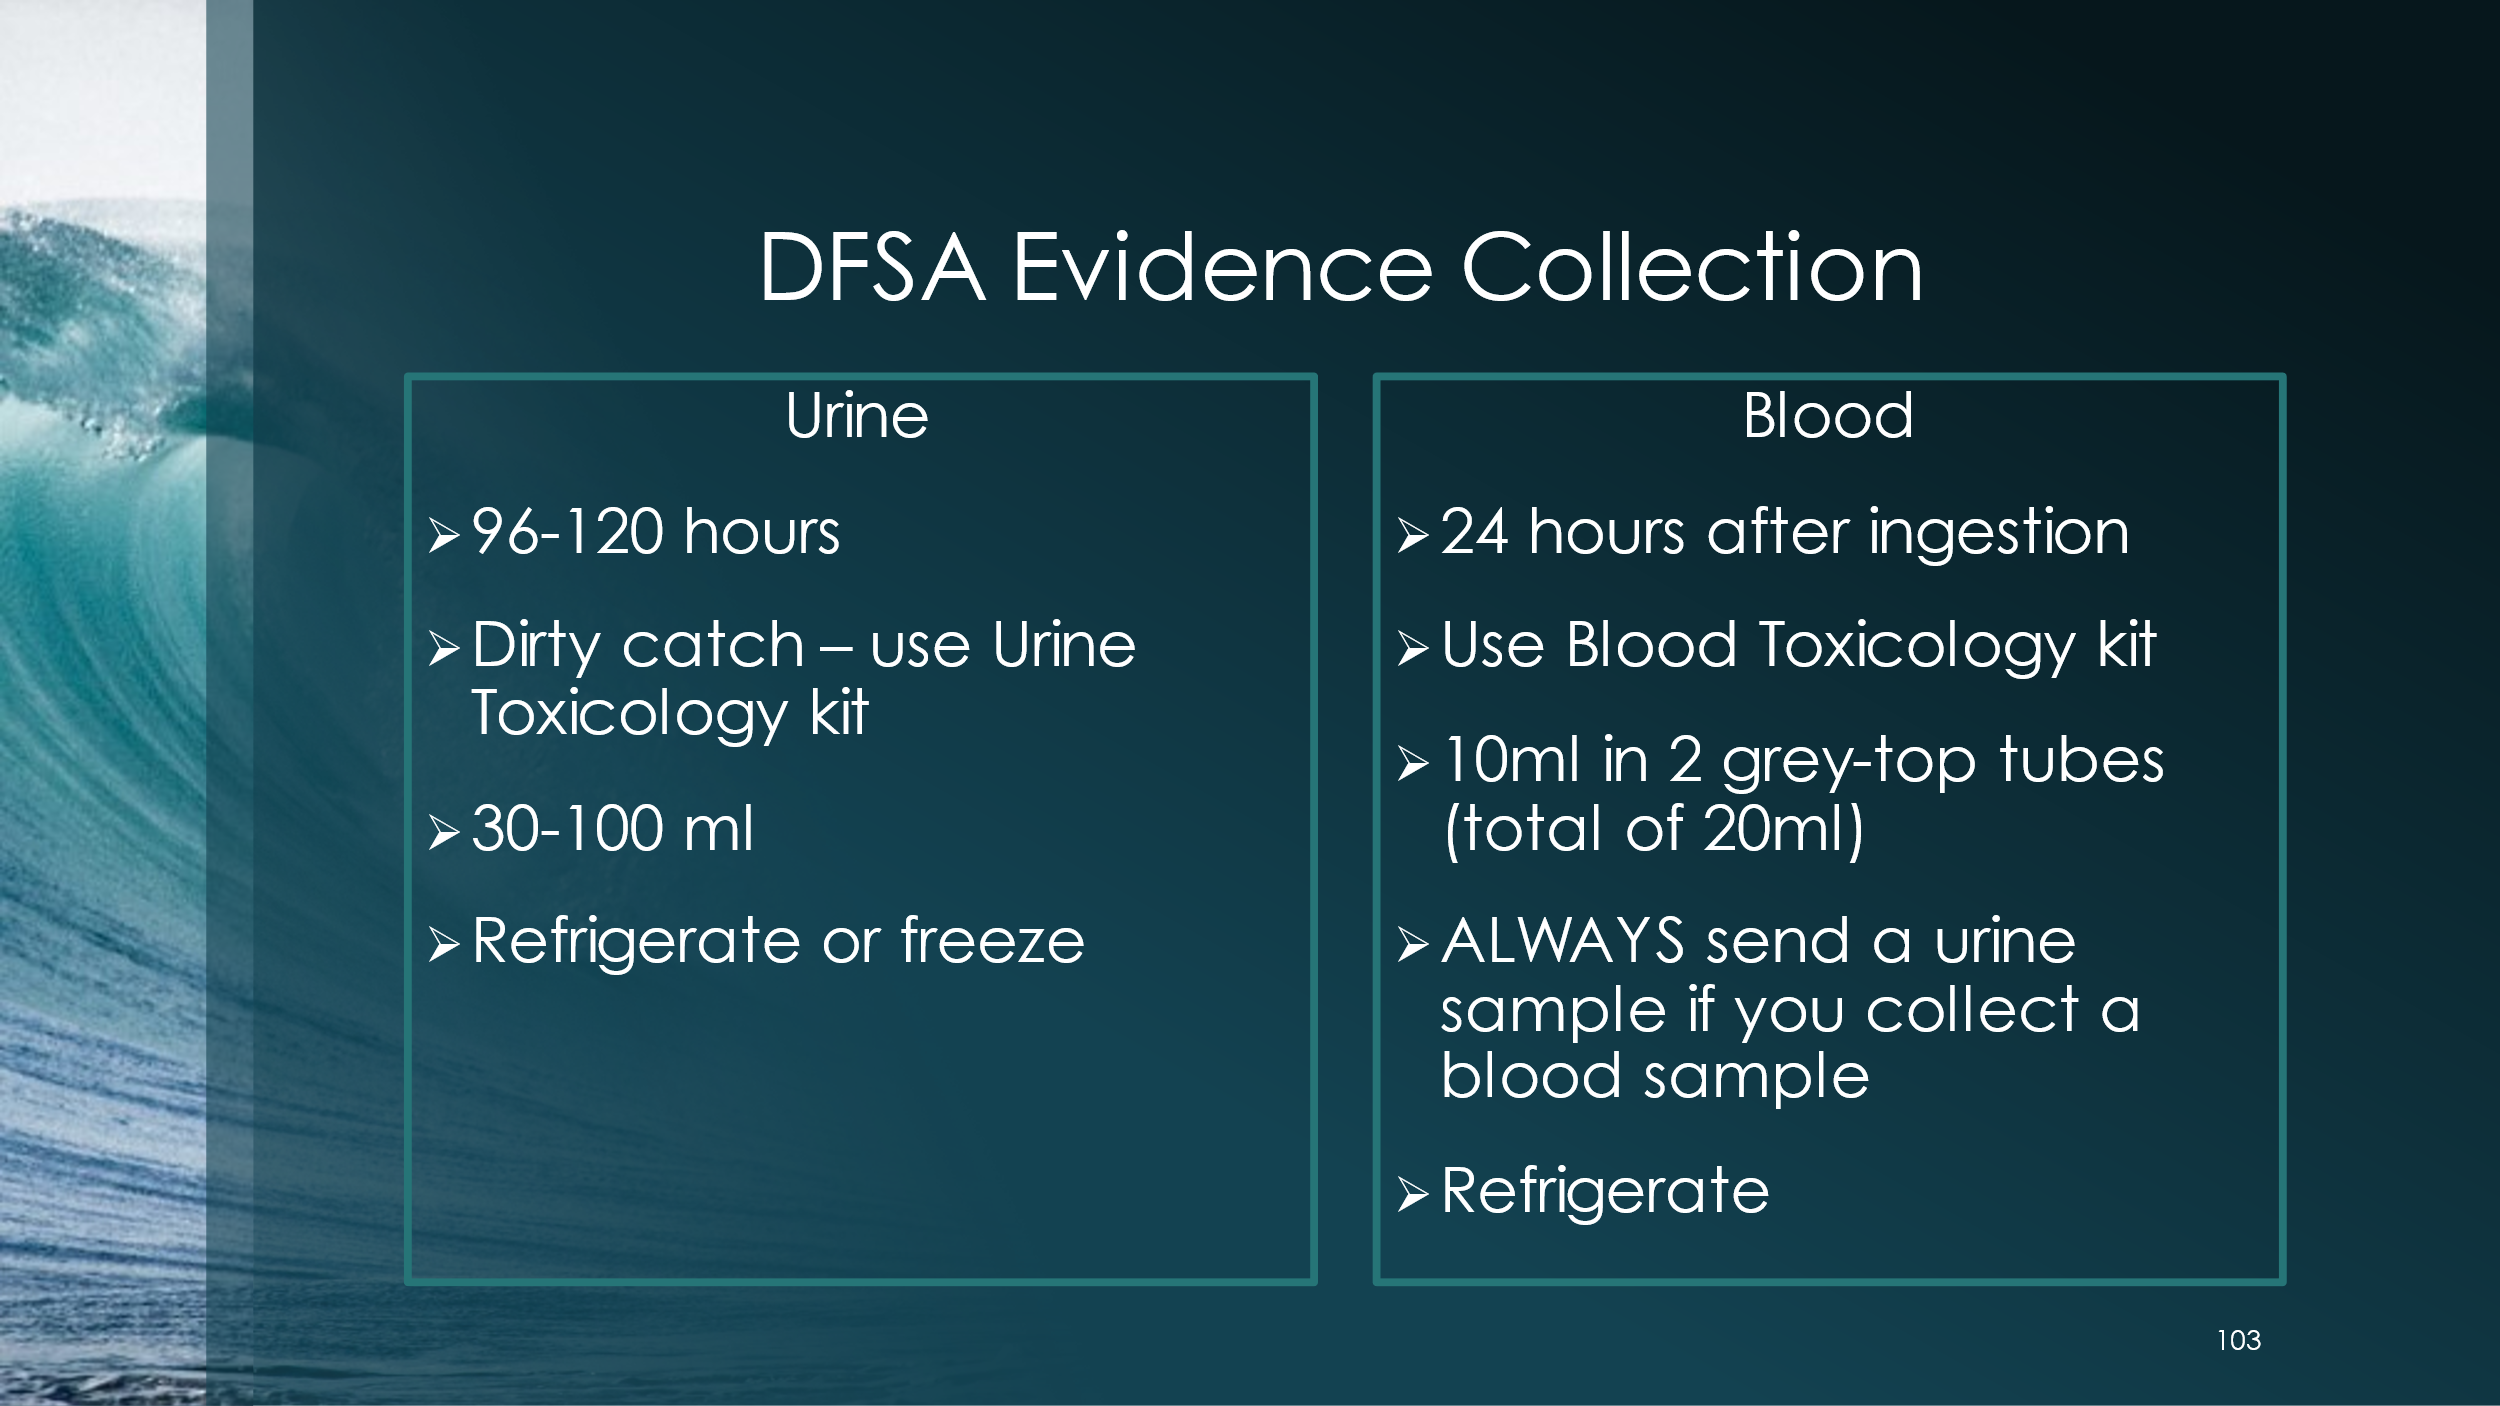 DFSA Evidence Collection
Urine
➢96-120 hours
➢Dirty catch – use Urine
Toxicology kit
➢30-100 ml
➢Refrigerate or freeze
Blood
➢24 hours after ingestion
➢Use Blood Toxicology kit
➢10ml in 2 grey-top tubes
(total of 20ml)
➢ALWAYS send a urine
sample if you collect a
blood sample
➢Refrigerate
103